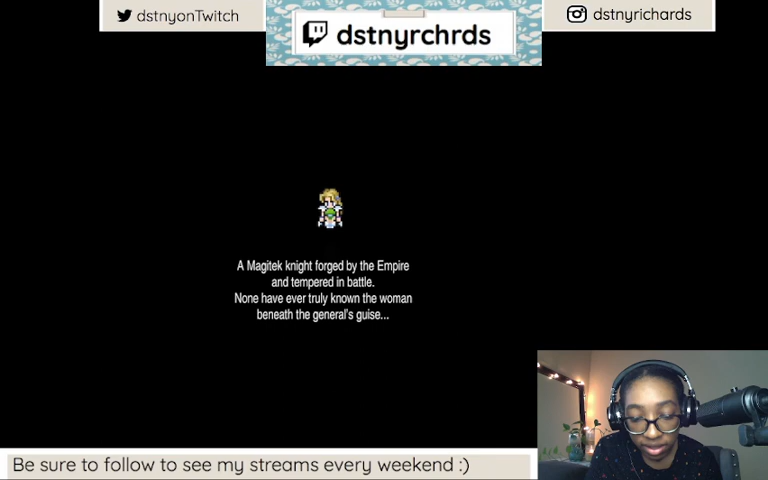 dstnyonTwitch
dstnyrchrds
dstnyrichards
A Magitek knight forged by the Empire
and tempered in battle.
None have ever truly known the woman
beneath the general's guise...
Be sure to follow to see my streams every weekend :)